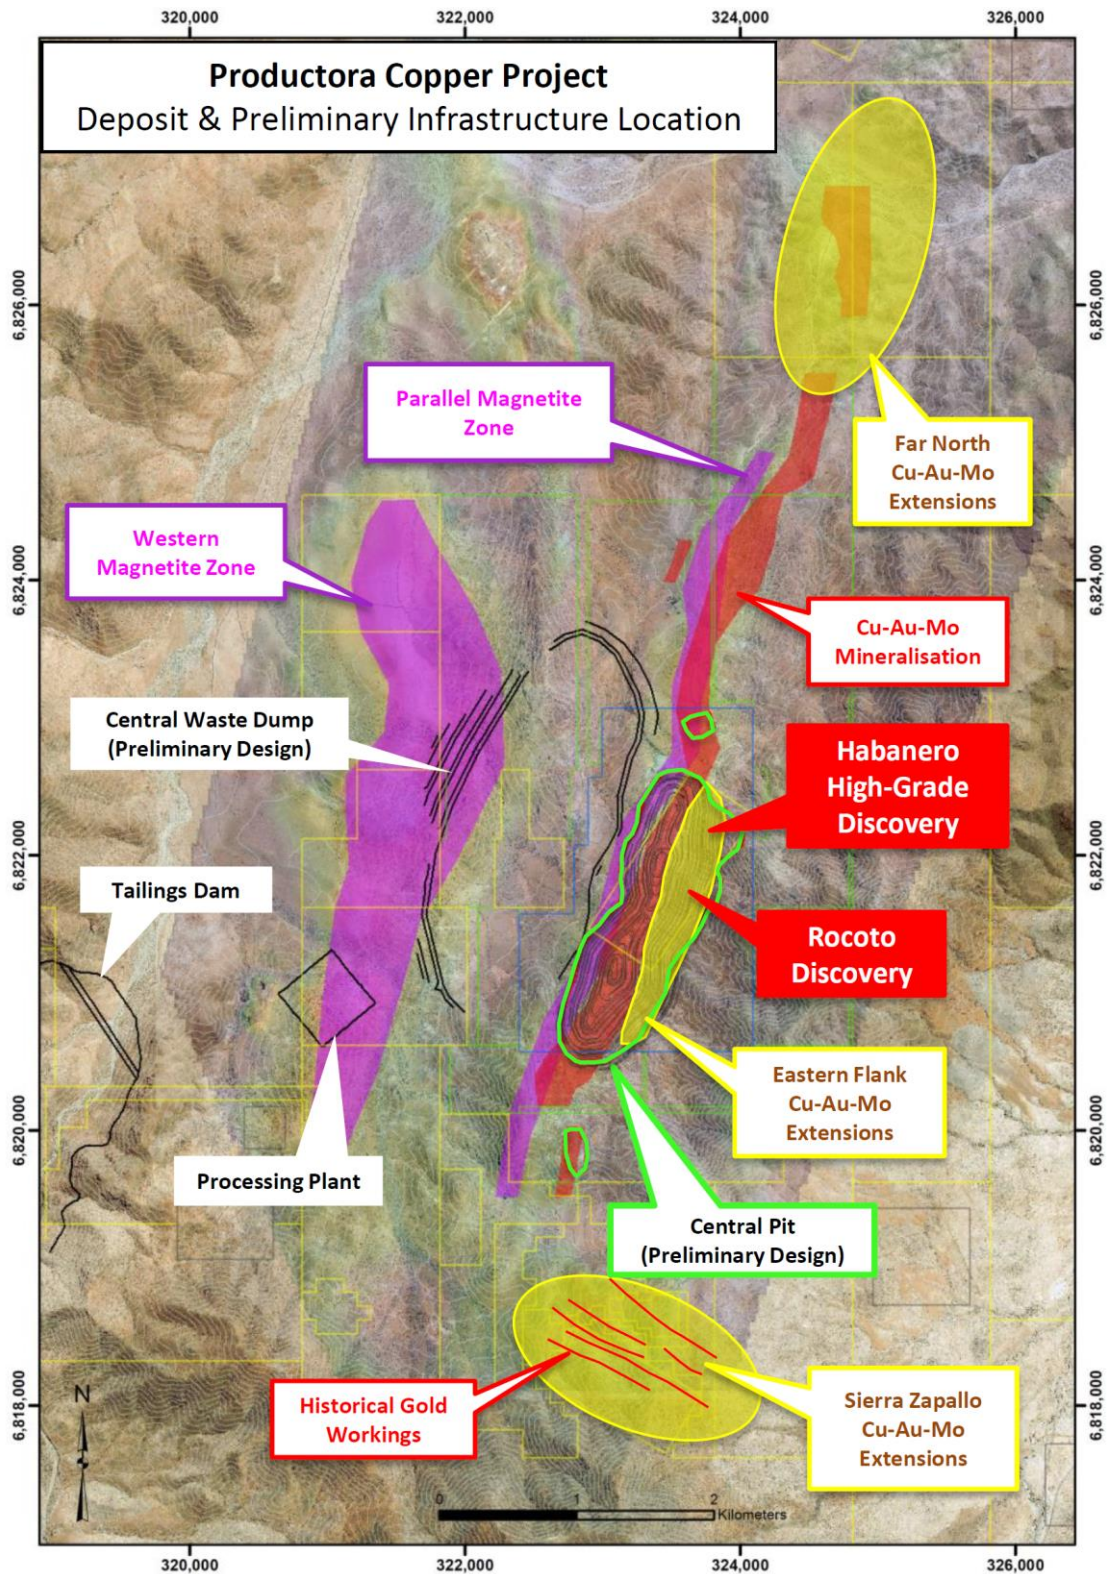 320,000
322,000
324,000
326,000
Productora Copper Project
Deposit & Preliminary Infrastructure Location
6,826,000
6,826,000
Parallel Magnetite
Zone
Far North
Cu-Au-Mo
Extensions
Western
Magnetite Zone
6,824,000
6,824,000
Cu-Au-Mo
Mineralisation
Central Waste Dump
(Preliminary Design)
Habanero
High-Grade
Discovery
6,822,000
6,822,000
Tailings Dam
Rocoto
Discovery
Eastern Flank
Cu-Au-Mo
Extensions
6,820,000
6,820,000
Processing Plant
Central Pit
(Preliminary Design)
Historical Gold
Workings
Sierra Zapallo
Cu-Au-Mo
Extensions
6,818,000
6,818,000
N
0
1
2
Kilometers
320,000
322,000
324,000
326,000